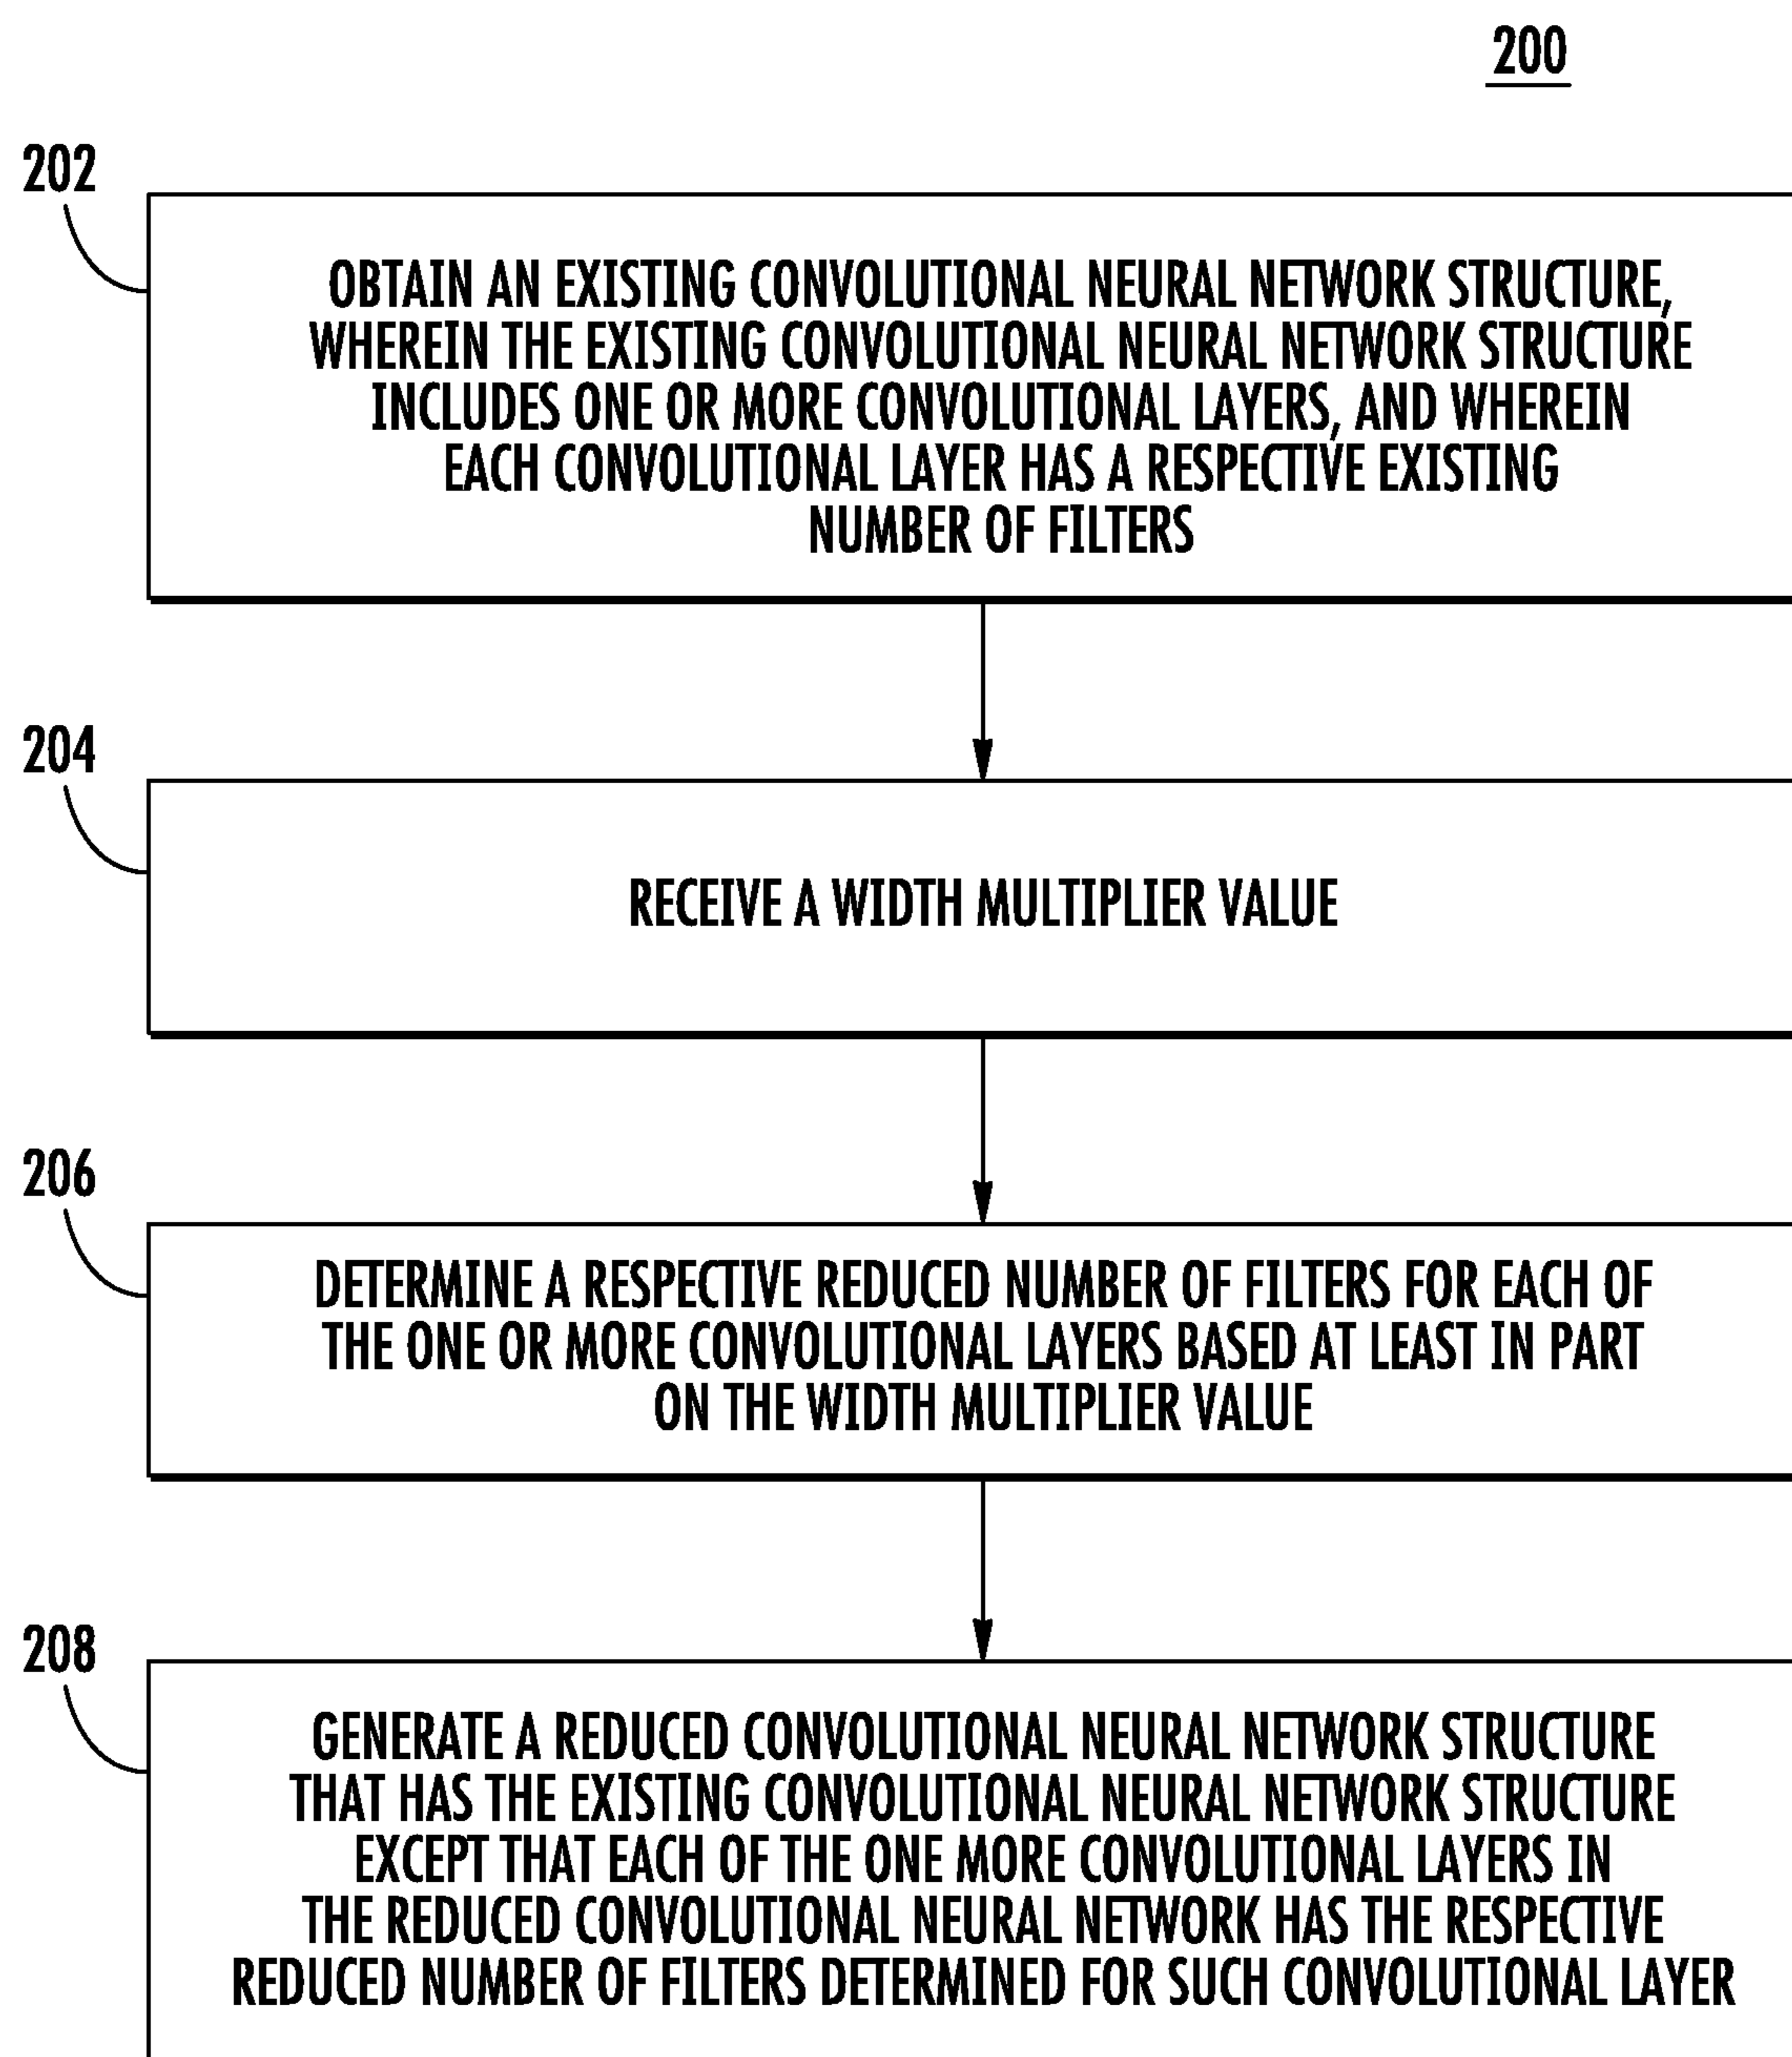 200
202
OBTAIN AN EXISTING CONVOLUTIONAL NEURAL NETWORK STRUCTURE,
WHEREIN THE EXISTING CONVOLUTIONAL NEURAL NETWORK STRUCTURE
INCLUDES ONE OR MORE CONVOLUTIONAL LAYERS, AND WHEREIN
EACH CONVOLUTIONAL LAYER HAS A RESPECTIVE EXISTING
NUMBER OF FILTERS
204
RECEIVE A WIDTH MULTIPLIER VALUE
206
DETERMINE A RESPECTIVE REDUCED NUMBER OF FILTERS FOR EACH OF
THE ONE OR MORE CONVOLUTIONAL LAYERS BASED AT LEAST IN PART
ON THE WIDTH MULTIPLIER VALUE
208
GENERATE A REDUCED CONVOLUTIONAL NEURAL NETWORK STRUCTURE
THAT HAS THE EXISTING CONVOLUTIONAL NEURAL NETWORK STRUCTURE
EXCEPT THAT EACH OF THE ONE MORE CONVOLUTIONAL LAYERS IN
THE REDUCED CONVOLUTIONAL NEURAL NETWORK HAS THE RESPECTIVE
REDUCED NUMBER OF FILTERS DETERMINED FOR SUCH CONVOLUTIONAL LAYER